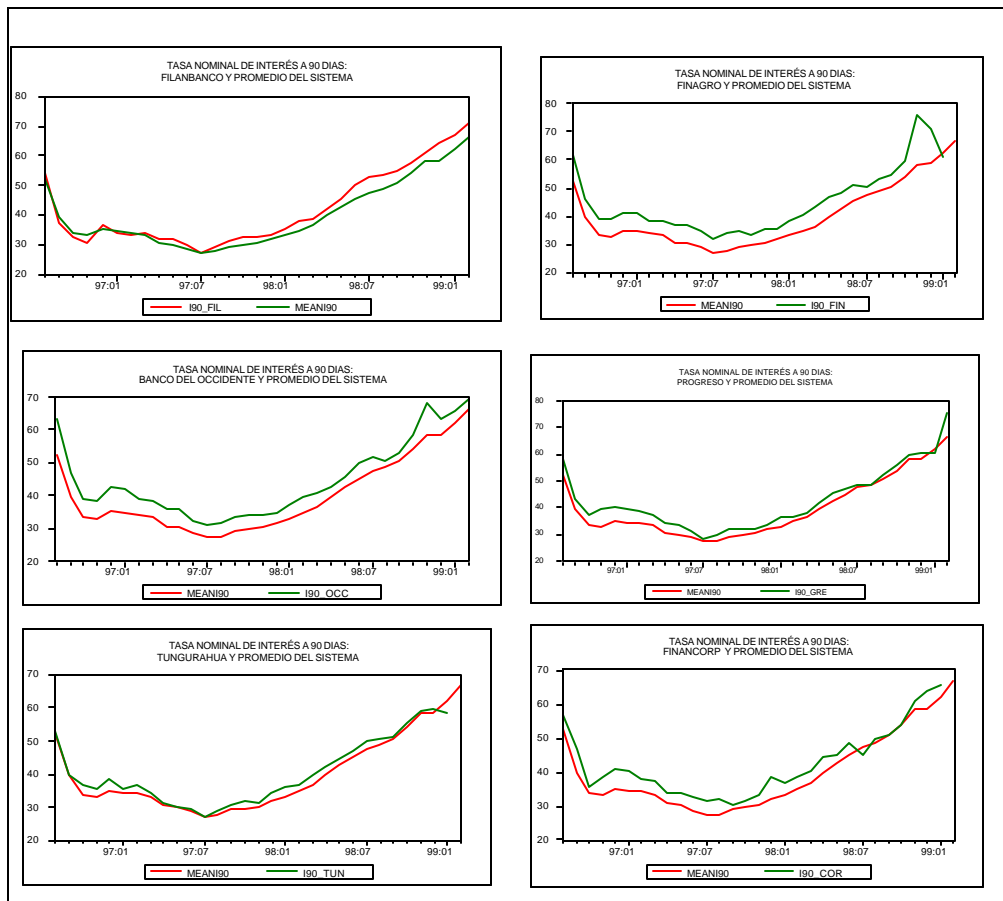 TASA NOMINAL DE INTERÉS A 90 DIAS:
FILANBANCO Y PROMEDIO DEL SISTEMA
80
70
60
50
40
30
20
97:01 97:07 98:01 98:07 99:01
I90_FIL MEANI90
TASA NOMINAL DE INTERÉS A 90 DIAS:
FINAGRO Y PROMEDIO DEL SISTEMA
80
70
60
50
40
30
20
97:01 97:07 98:01 98:07 99:01
MEANI90 I90_FIN
TASA NOMINAL DE INTERÉS A 90 DIAS:
BANCO DEL OCCIDENTE Y PROMEDIO DEL SISTEMA
70
60
50
40
30
20
97:01 97:07 98:01 98:07 99:01
MEANI90 I90_OCC
TASA NOMINAL DE INTERÉS A 90 DIAS:
PROGRESO Y PROMEDIO DEL SISTEMA
80
70
60
50
40
30
20
97:01 97:07 98:01 98:07 99:01
MEANI90 I90_GRE
TASA NOMINAL DE INTERÉS A 90 DIAS:
TUNGURAHUA Y PROMEDIO DEL SISTEMA
70
60
50
40
30
20
97:01 97:07 98:01 98:07 99:01
MEANI90 I90_TUN
TASA NOMINAL DE INTERÉS A 90 DIAS:
FINANCORP Y PROMEDIO DEL SISTEMA
70
60
50
40
30
20
97:01 97:07 98:01 98:07 99:01
MEANI90 I90_COR